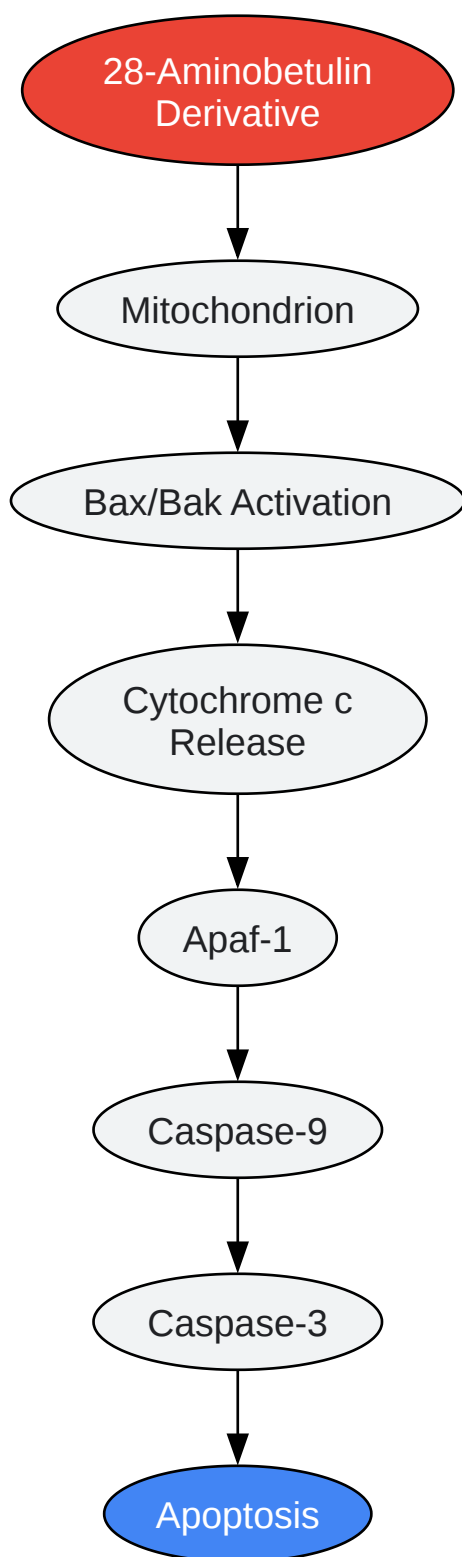 28-Aminobetulin
Derivative
Mitochondrion
Bax/Bak Activation
Cytochrome c
Release
Apaf-1
Caspase-9
Caspase-3
Apoptosis